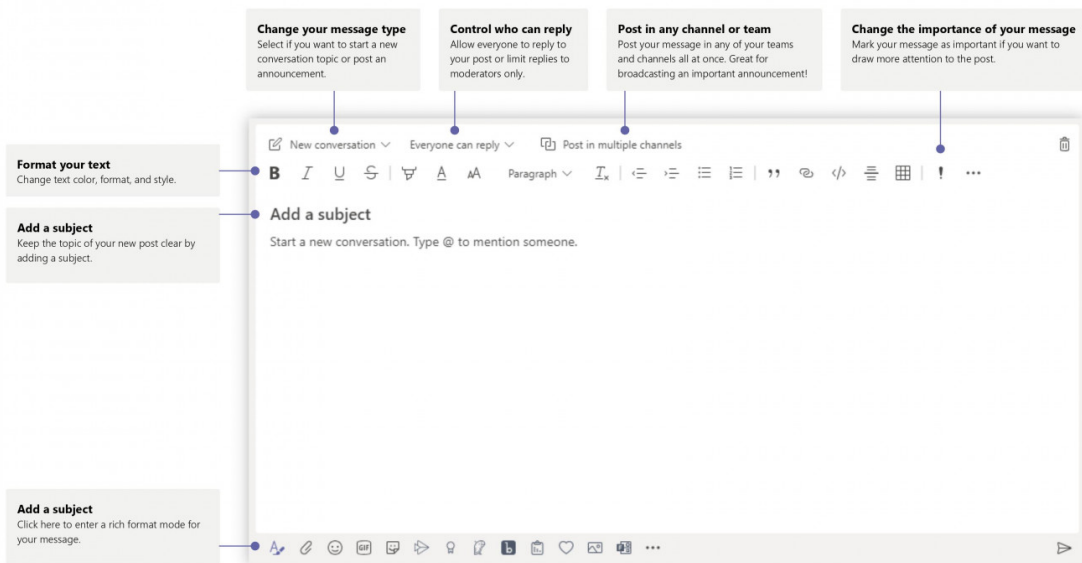 Change your message type
Select if you want to start a new
conversation topic or post an
announcement.
Control who can reply
Allow everyone to reply to
your post or limit replies to
moderators only.
Post in any channel or team
Post your message in any of your teams
and channels all at once. Great for
broadcasting an important announcement!
Change the importance of your message
Mark your message as important if you want to
draw more attention to the post.
New conversation
Everyone can reply
Post in multiple channels
Format your text
Change text color, format, and style.
B I U S A AA Paragraph Tx
Add a subject
Keep the topic of your new post clear by
adding a subject.
Add a subject
Start a new conversation. Type @ to mention someone.
Add a subject
Click here to enter a rich format mode for
your message.
GIF